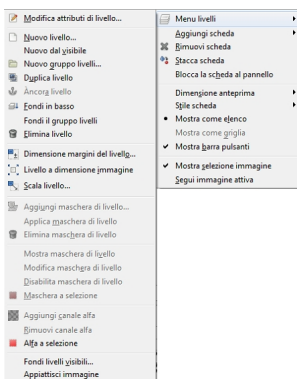 Modifica attributi di livello...
Nuovo livello...
Nuovo dal visibile
Nuovo gruppo livelli...
Duplica livello
Àncora livello
Fondi in basso
Fondi il gruppo livelli
Elimina livello
Dimensione margini del livello...
Livello a dimensione immagine
Scala livello...
Aggiungi maschera di livello...
Applica maschera di livello
Elimina maschera di livello
Mostra maschera di livello
Modifica maschera di livello
Disabilita maschera di livello
Maschera a selezione
Aggiungi canale alfa
Rimuovi canale alfa
Alfa a selezione
Fondi livelli visibili...
Appiattisci immagine
Menu livelli
Aggiungi scheda
Rimuovi scheda
Stacca scheda
Blocca la scheda al pannello
Dimensione anteprima
Stile scheda
Mostra come elenco
Mostra come griglia
Mostra barra pulsanti
Mostra selezione immagine
Segui immagine attiva